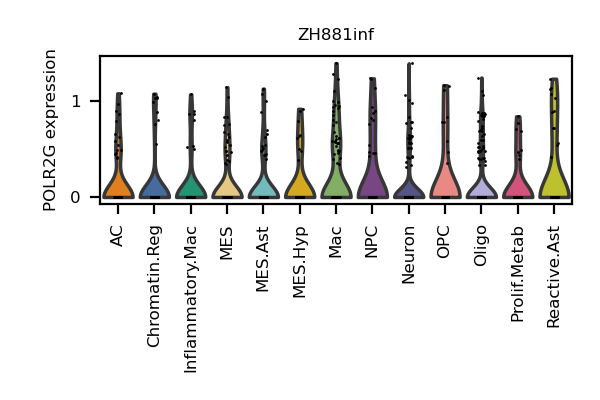 ZH881inf
POLR2G expression
1
0
AC
Chromatin.Reg
Inflammatory.Mac
MES
MES.Ast
MES.Hyp
Mac
NPC
Neuron
OPC
Oligo
Prolif.Metab
Reactive.Ast